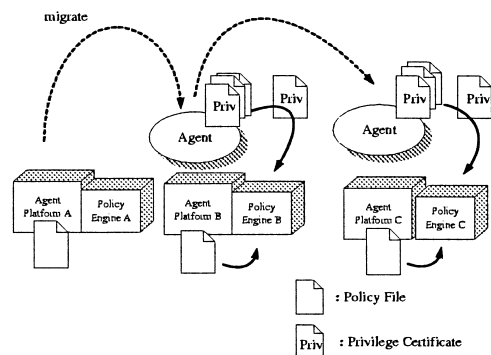 migrate
Priv
Priv
Agent
Priv
Priv
Agent
Agent
Platform A
Policy
Engine A
Agent
Platform B
Policy
Engine B
Agent
Platform C
Policy
Engine C
: Policy File
Priv
: Privilege Certificate